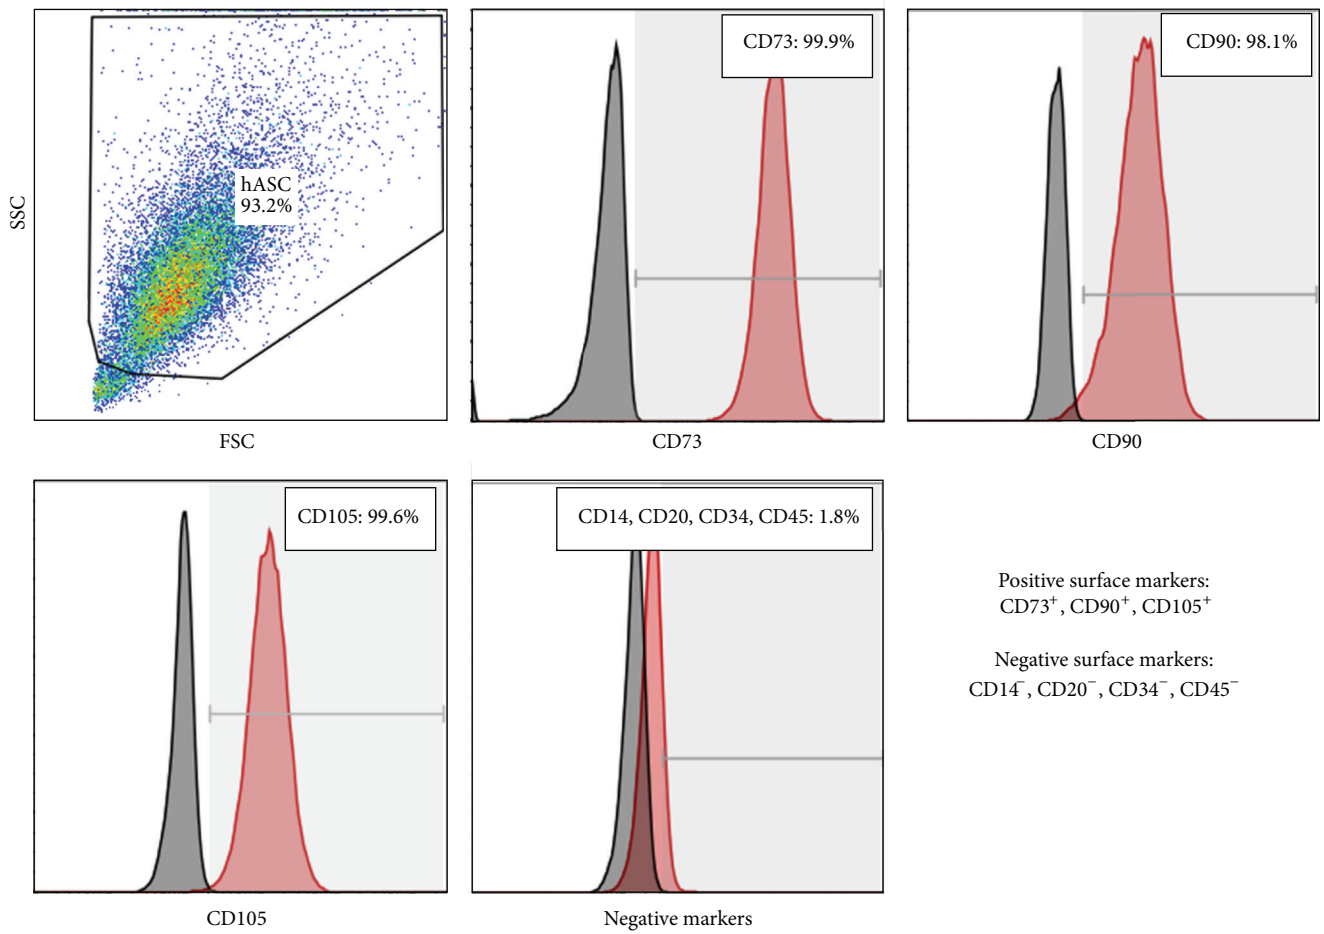 SSC
hASC
93.2%
FSC
CD73: 99.9%
CD73
CD90: 98.1%
CD90
CD105: 99.6%
CD105
CD14, CD20, CD34, CD45: 1.8%
Negative markers
Positive surface markers:
CD73⁺, CD90⁺, CD105⁺
Negative surface markers:
CD14⁻, CD20⁻, CD34⁻, CD45⁻